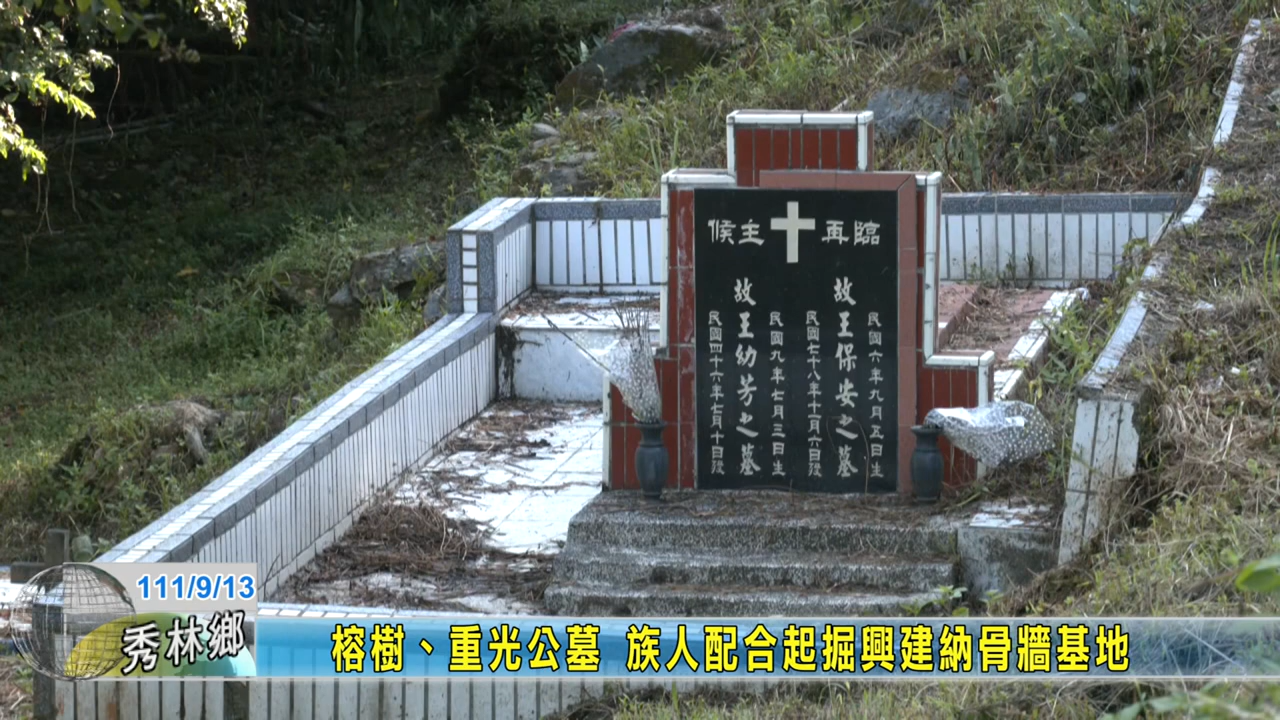 臨再 主候
民國六年九月五日生
故王保安之墓
民國七十八年十一月六日歿
民國九年七月三日生
故王幼芳之墓
民國四十六年七月十日歿
111/9/13
秀林鄉
榕樹、重光公墓 族人配合起掘興建納骨牆基地